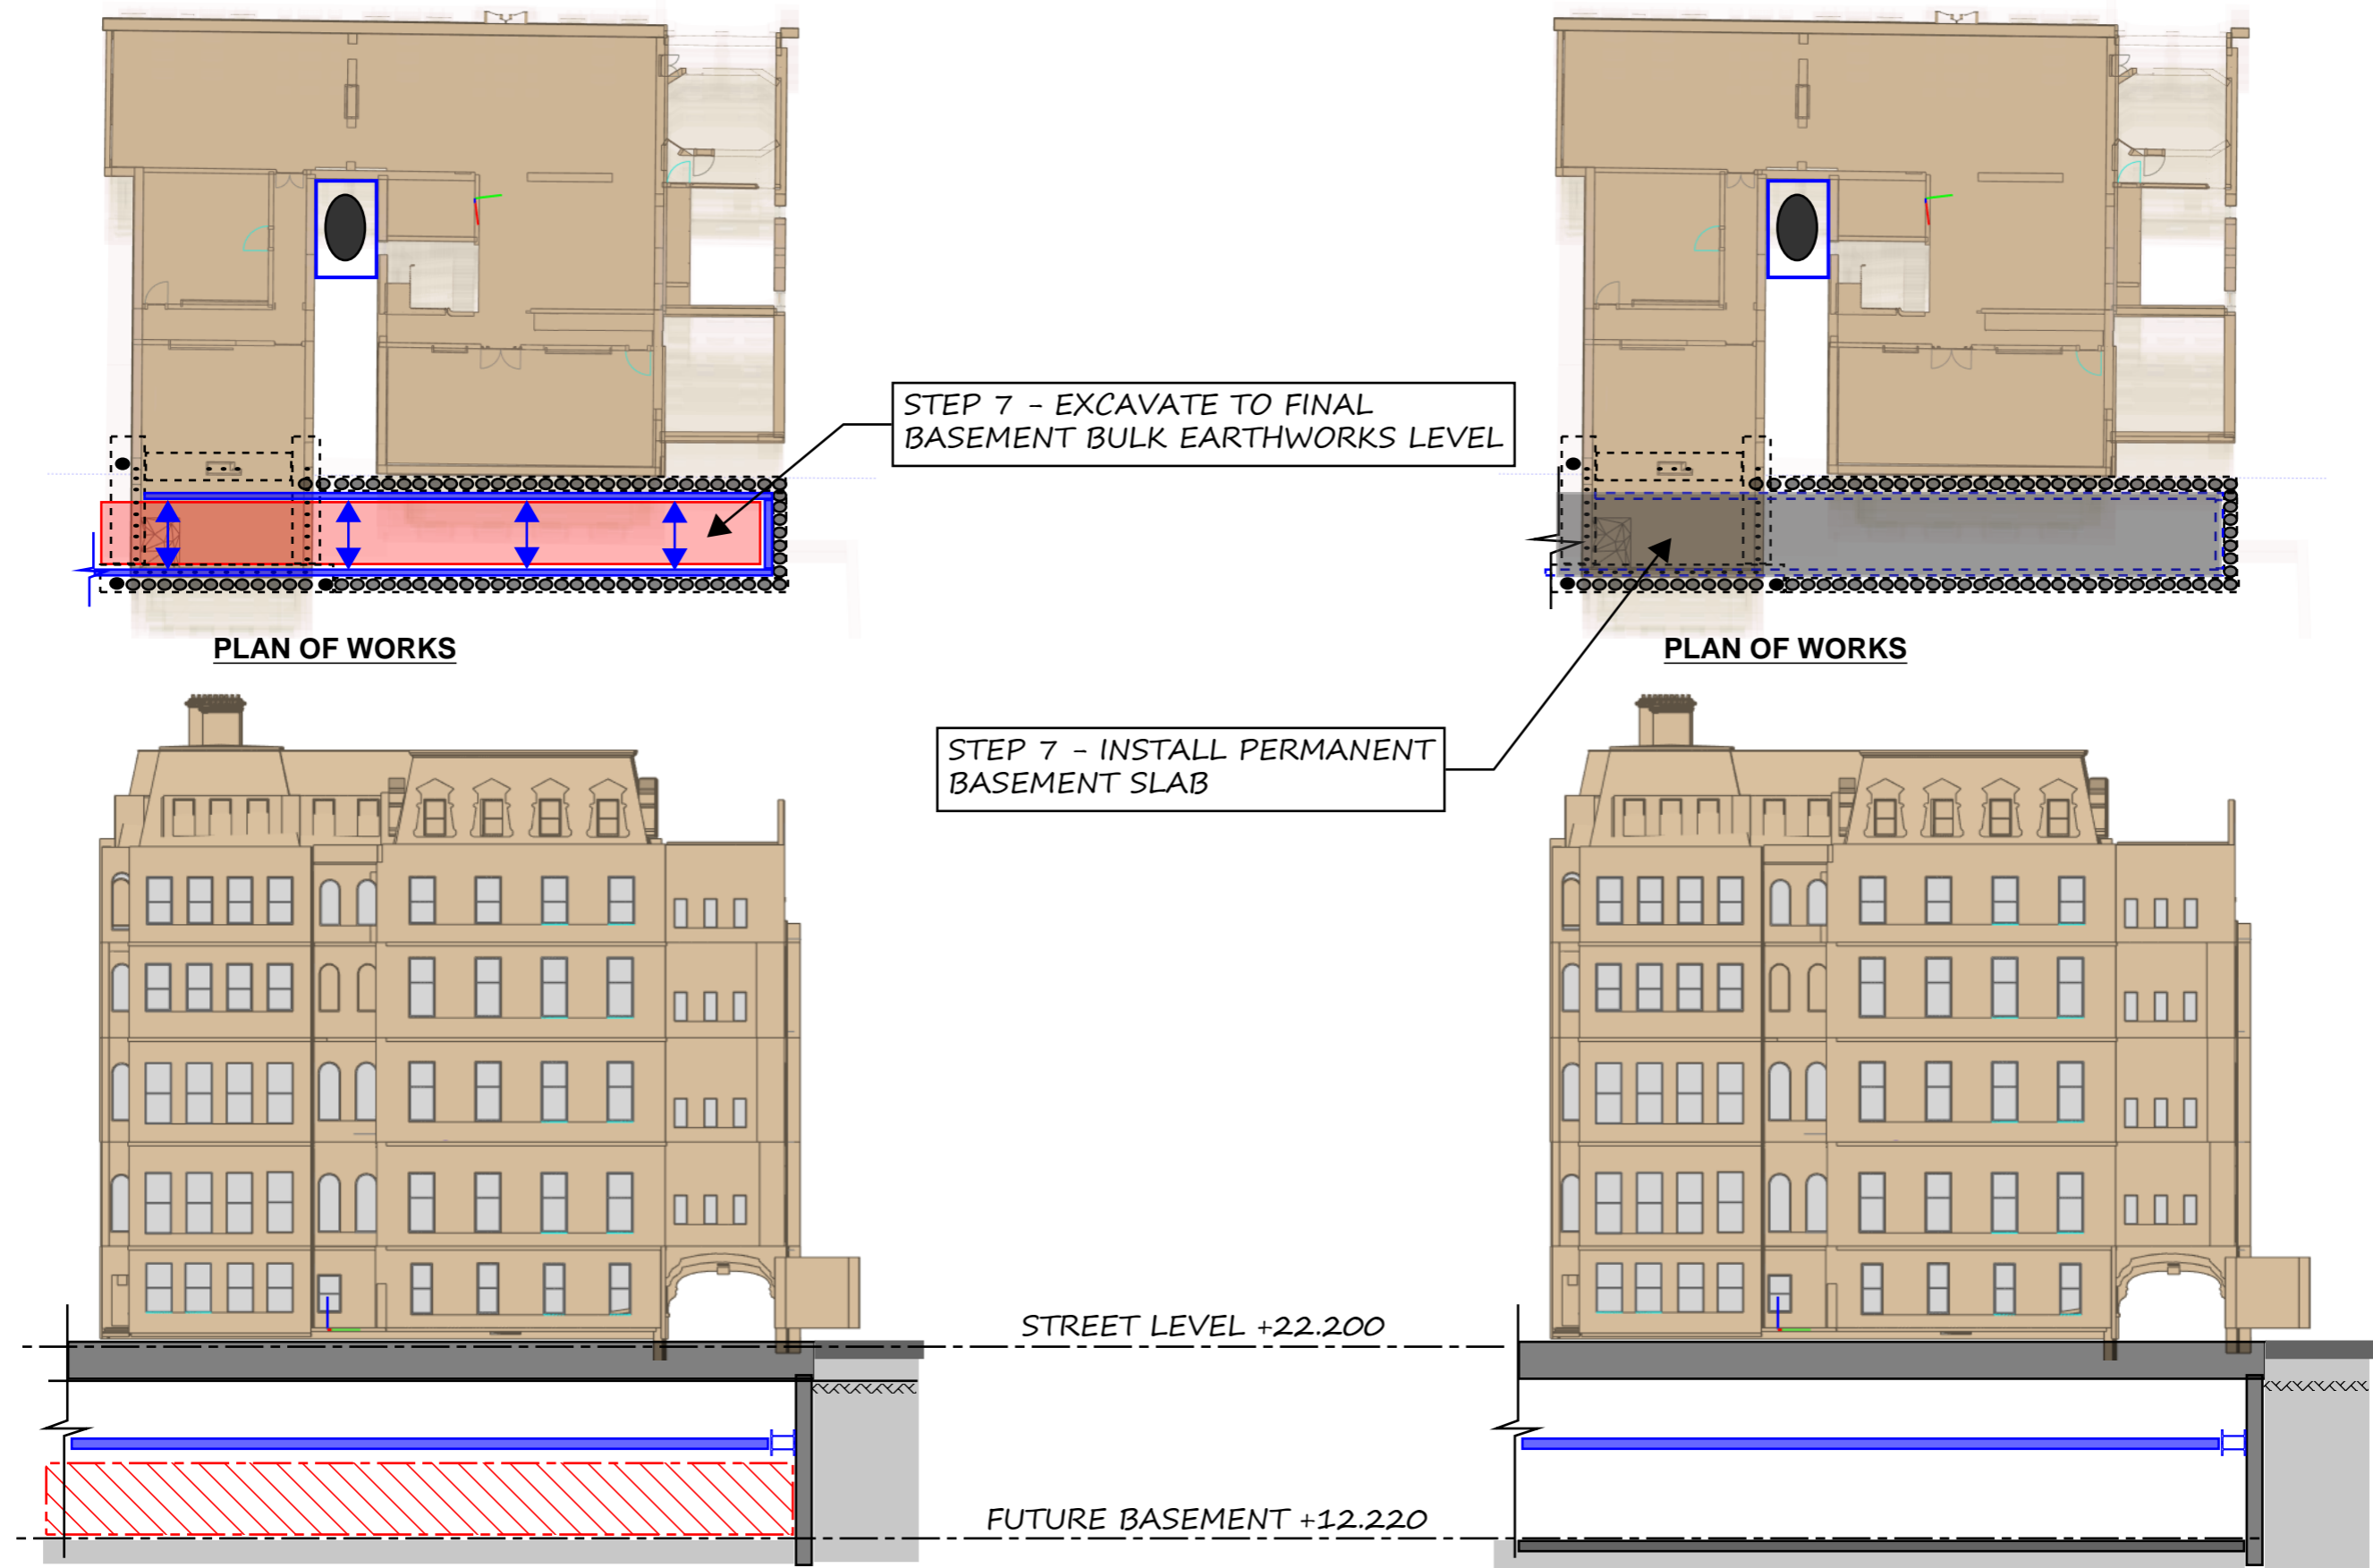 STEP 7 - EXCAVATE TO FINAL
BASEMENT BULK EARTHWORKS LEVEL
PLAN OF WORKS
PLAN OF WORKS
STEP 7 - INSTALL PERMANENT
BASEMENT SLAB
STREET LEVEL +22.200
FUTURE BASEMENT +12.220